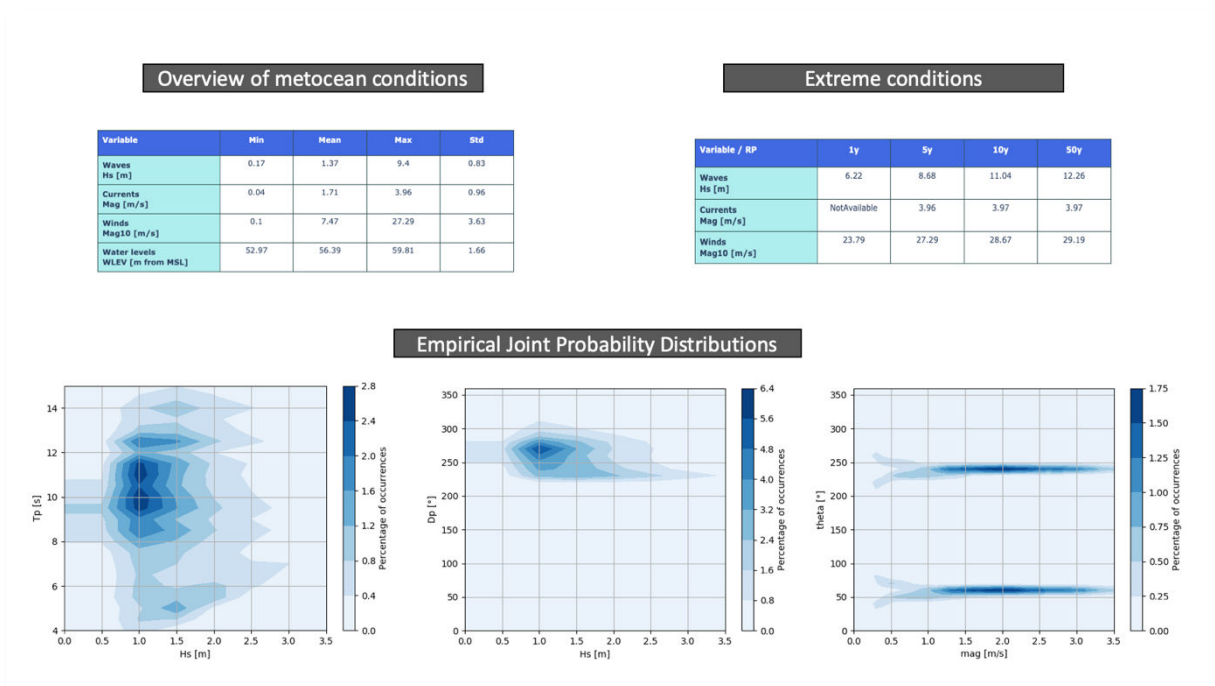 Overview of metocean conditions
Extreme conditions
Variable Min Mean Max Std
Waves
Hs [m] 0.17 1.37 9.4 0.83
Currents
Mag [m/s] 0.04 1.71 3.96 0.96
Winds
Mag10 [m/s] 0.1 7.47 27.29 3.63
Water levels
WLEV [m from MSL] 52.97 56.39 59.81 1.66
Variable / RP 1y 5y 10y 50y
Waves
Hs [m] 6.22 8.68 11.04 12.26
Currents
Mag [m/s] NotAvailable 3.96 3.97 3.97
Winds
Mag10 [m/s] 23.79 27.29 28.67 29.19
Empirical Joint Probability Distributions
Tp [s]
14
12
10
8
6
4
0.0 0.5 1.0 1.5 2.0 2.5 3.0 3.5
Hs [m]
2.8
2.4
2.0
1.6
1.2
0.8
0.4
0.0
Percentage of occurrences
Dp [°]
350
300
250
200
150
100
50
0
0.0 0.5 1.0 1.5 2.0 2.5 3.0 3.5
Hs [m]
6.4
5.6
4.8
4.0
3.2
2.4
1.6
0.8
0.0
Percentage of occurrences
theta [°]
350
300
250
200
150
100
50
0
0.0 0.5 1.0 1.5 2.0 2.5 3.0 3.5
mag [m/s]
1.75
1.50
1.25
1.00
0.75
0.50
0.25
0.00
Percentage of occurrences